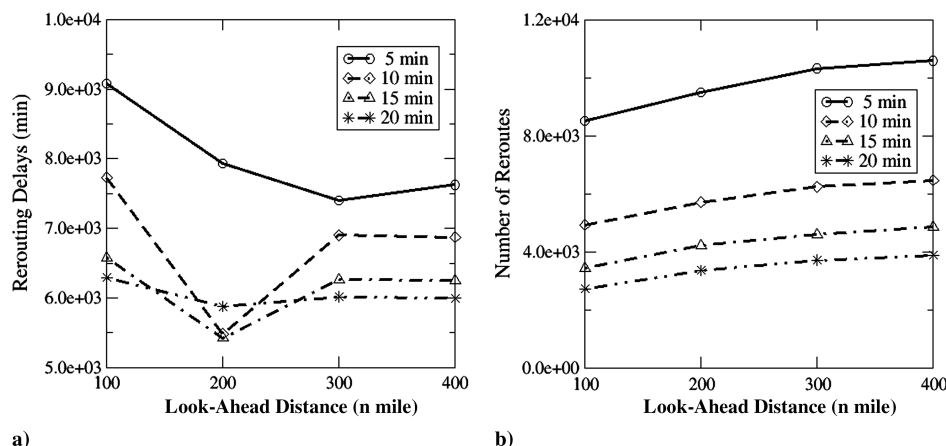 1.0e+04
9.0e+03
8.0e+03
7.0e+03
6.0e+03
5.0e+03
Rerouting Delays (min)
5 min
10 min
15 min
20 min
100 200 300 400
Look-Ahead Distance (n mile)
a)
1.2e+04
8.0e+03
4.0e+03
0.0e+00
Number of Reroutes
5 min
10 min
15 min
20 min
100 200 300 400
Look-Ahead Distance (n mile)
b)